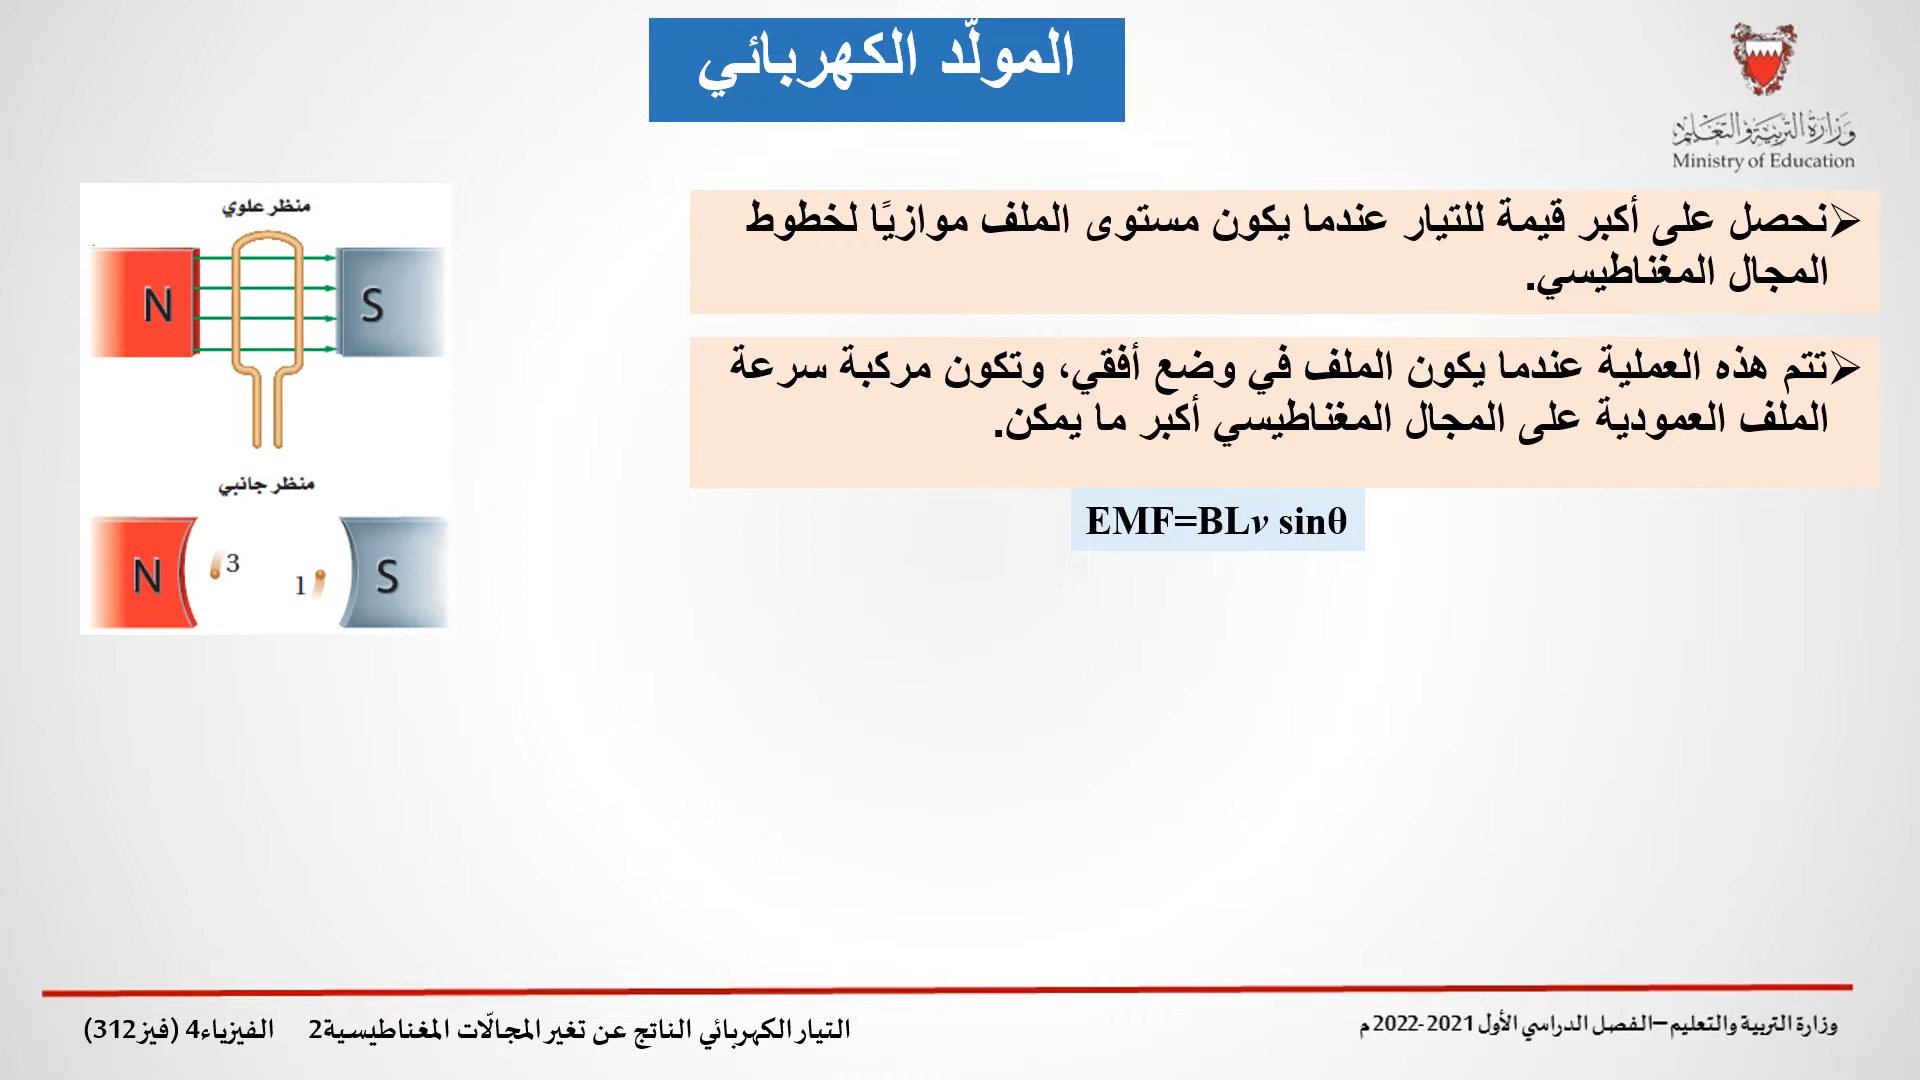 المولّد الكهربائي
وزارة التربية والتعليم
Ministry of Education
نحصل على أكبر قيمة للتيار عندما يكون مستوى الملف موازيًا لخطوط
المجال المغناطيسي.
تتم هذه العملية عندما يكون الملف في وضع أفقي، وتكون مركبة سرعة
الملف العمودية على المجال المغناطيسي أكبر ما يمكن.
EMF=BLv sinθ
منظر علوي
N S
منظر جانبي
N 3 1 S
وزارة التربية والتعليم –الفصل الدراسي الأول 2021-2022م
التيار الكهربائي الناتج عن تغير المجالّات المغناطيسية2 الفيزياء4 (فيز312)